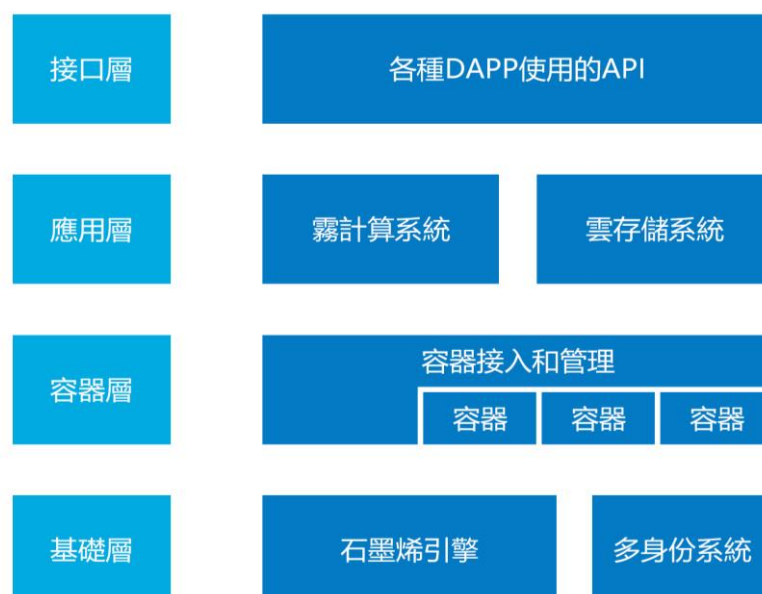 接口層
各種DAPP使用的API
應用層
霧計算系統
雲存儲系統
容器層
容器接入和管理
容器
容器
容器
基礎層
石墨烯引擎
多身份系統